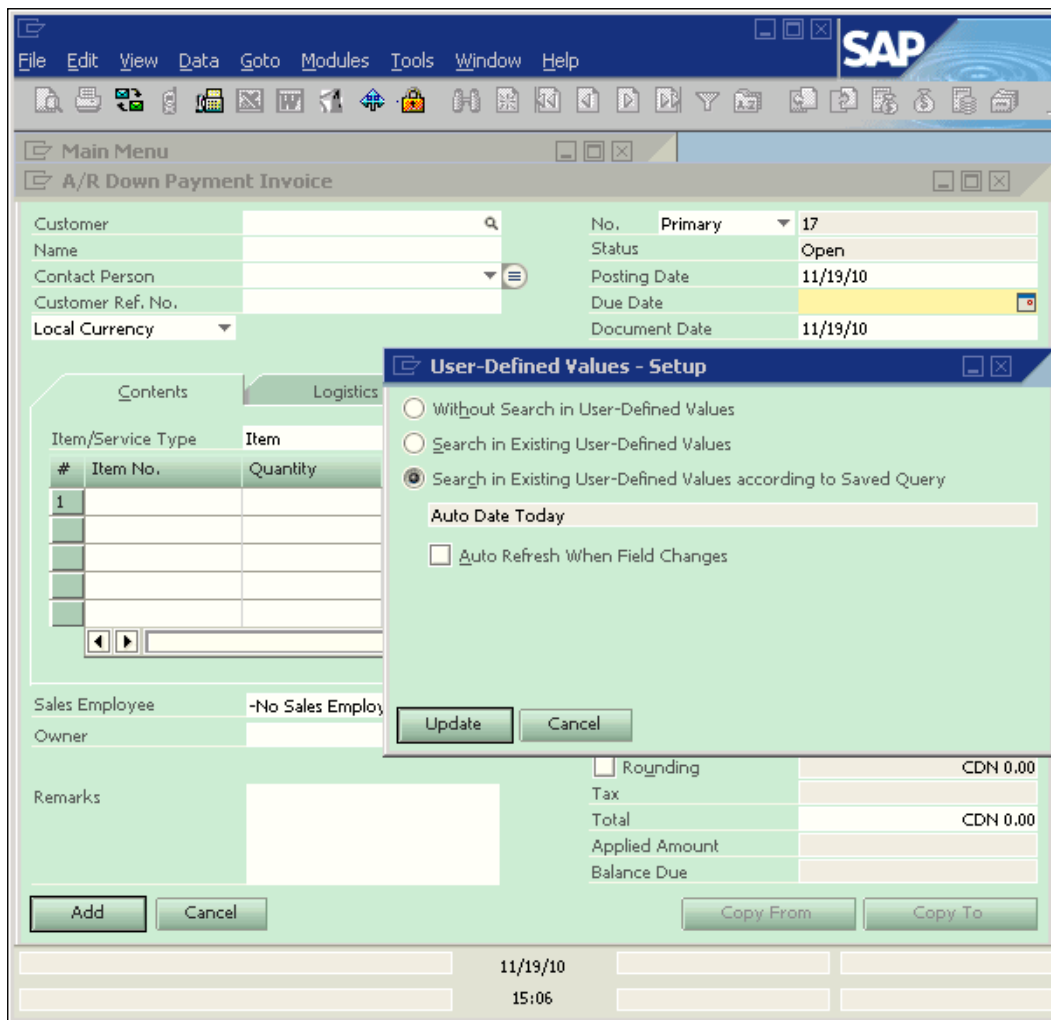 File Edit View Data Goto Modules Tools Window Help
SAP
Main Menu
A/R Down Payment Invoice
Customer
No. Primary 17
Name
Status Open
Contact Person
Posting Date 11/19/10
Customer Ref. No.
Due Date
Local Currency
Document Date 11/19/10
User-Defined Values - Setup
Contents Logistics
Without Search in User-Defined Values
Item/Service Type Item
Search in Existing User-Defined Values
# Item No. Quantity
Search in Existing User-Defined Values according to Saved Query
1
Auto Date Today
Auto Refresh When Field Changes
Sales Employee -No Sales Employ
Update Cancel
Owner
Rounding CDN 0.00
Remarks
Tax
Total CDN 0.00
Applied Amount
Balance Due
Add Cancel Copy From Copy To
11/19/10
15:06